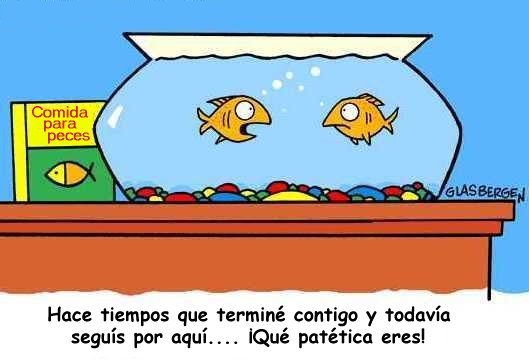 Comida
para
peces
GLASBERGEN
Hace tiempos que terminé contigo y todavía
seguís por aquí.... ¡Qué patética eres!